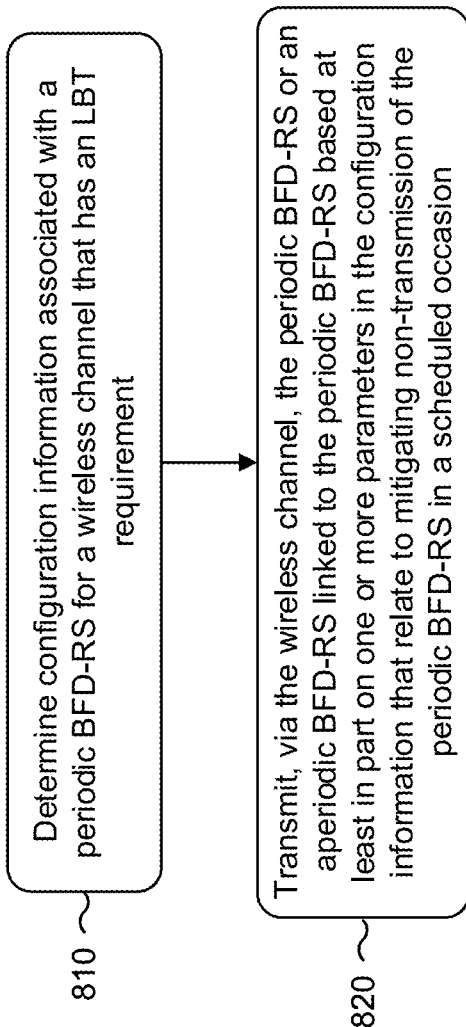 810
Determine configuration information associated with a
periodic BFD-RS for a wireless channel that has an LBT
requirement
820
Transmit, via the wireless channel, the periodic BFD-RS or an
aperiodic BFD-RS linked to the periodic BFD-RS based at
least in part on one or more parameters in the configuration
information that relate to mitigating non-transmission of the
periodic BFD-RS in a scheduled occasion